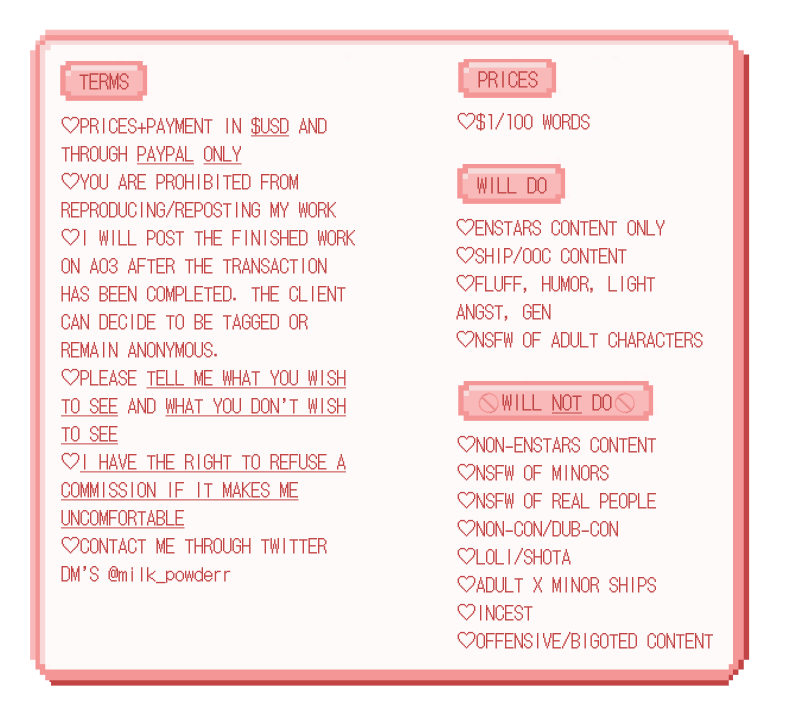 TERMS
♡PRICES+PAYMENT IN $USD AND
THROUGH PAYPAL ONLY
♡YOU ARE PROHIBITED FROM
REPRODUCING/REPOSTING MY WORK
♡I WILL POST THE FINISHED WORK
ON AO3 AFTER THE TRANSACTION
HAS BEEN COMPLETED. THE CLIENT
CAN DECIDE TO BE TAGGED OR
REMAIN ANONYMOUS.
♡PLEASE TELL ME WHAT YOU WISH
TO SEE AND WHAT YOU DON'T WISH
TO SEE
♡I HAVE THE RIGHT TO REFUSE A
COMMISSION IF IT MAKES ME
UNCOMFORTABLE
♡CONTACT ME THROUGH TWITTER
DM'S @milk_powderr
PRICES
♡$1/100 WORDS
WILL DO
♡ENSTARS CONTENT ONLY
♡SHIP/OOC CONTENT
♡FLUFF, HUMOR, LIGHT
ANGST, GEN
♡NSFW OF ADULT CHARACTERS
🚫WILL NOT DO🚫
♡NON-ENSTARS CONTENT
♡NSFW OF MINORS
♡NSFW OF REAL PEOPLE
♡NON-CON/DUB-CON
♡LOLI/SHOTA
♡ADULT X MINOR SHIPS
♡INCEST
♡OFFENSIVE/BIGOTED CONTENT